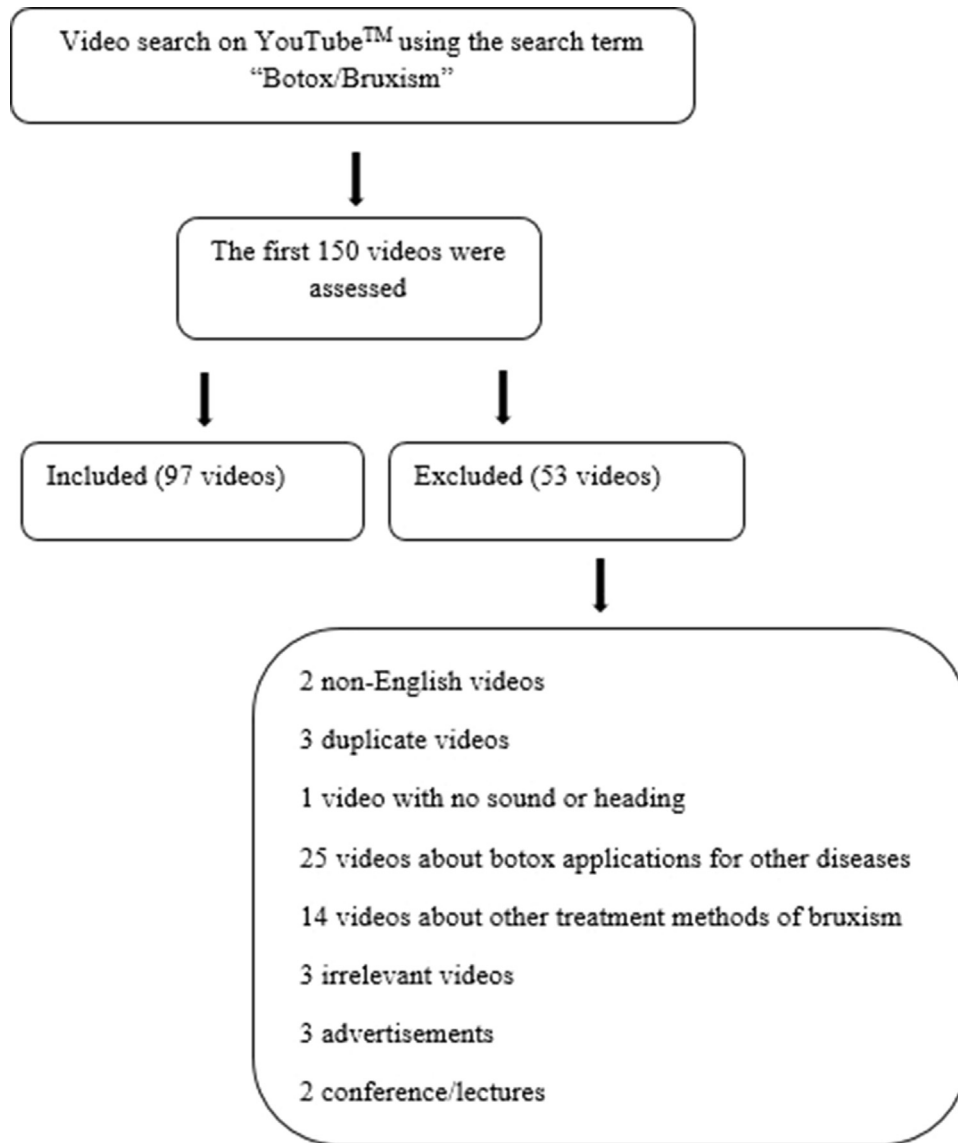 Video search on YouTube™ using the search term
“Botox/Bruxism”
The first 150 videos were
assessed
Included (97 videos)
Excluded (53 videos)
2 non-English videos
3 duplicate videos
1 video with no sound or heading
25 videos about botox applications for other diseases
14 videos about other treatment methods of bruxism
3 irrelevant videos
3 advertisements
2 conference/lectures